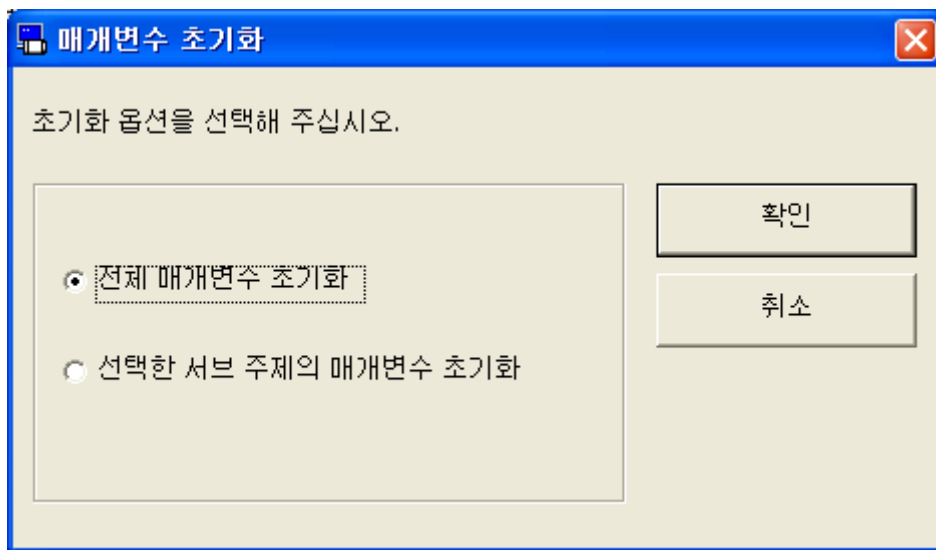 매개변수 초기화
초기화 옵션을 선택해 주십시오.
전체 매개변수 초기화
선택한 서브 주제의 매개변수 초기화
확인
취소